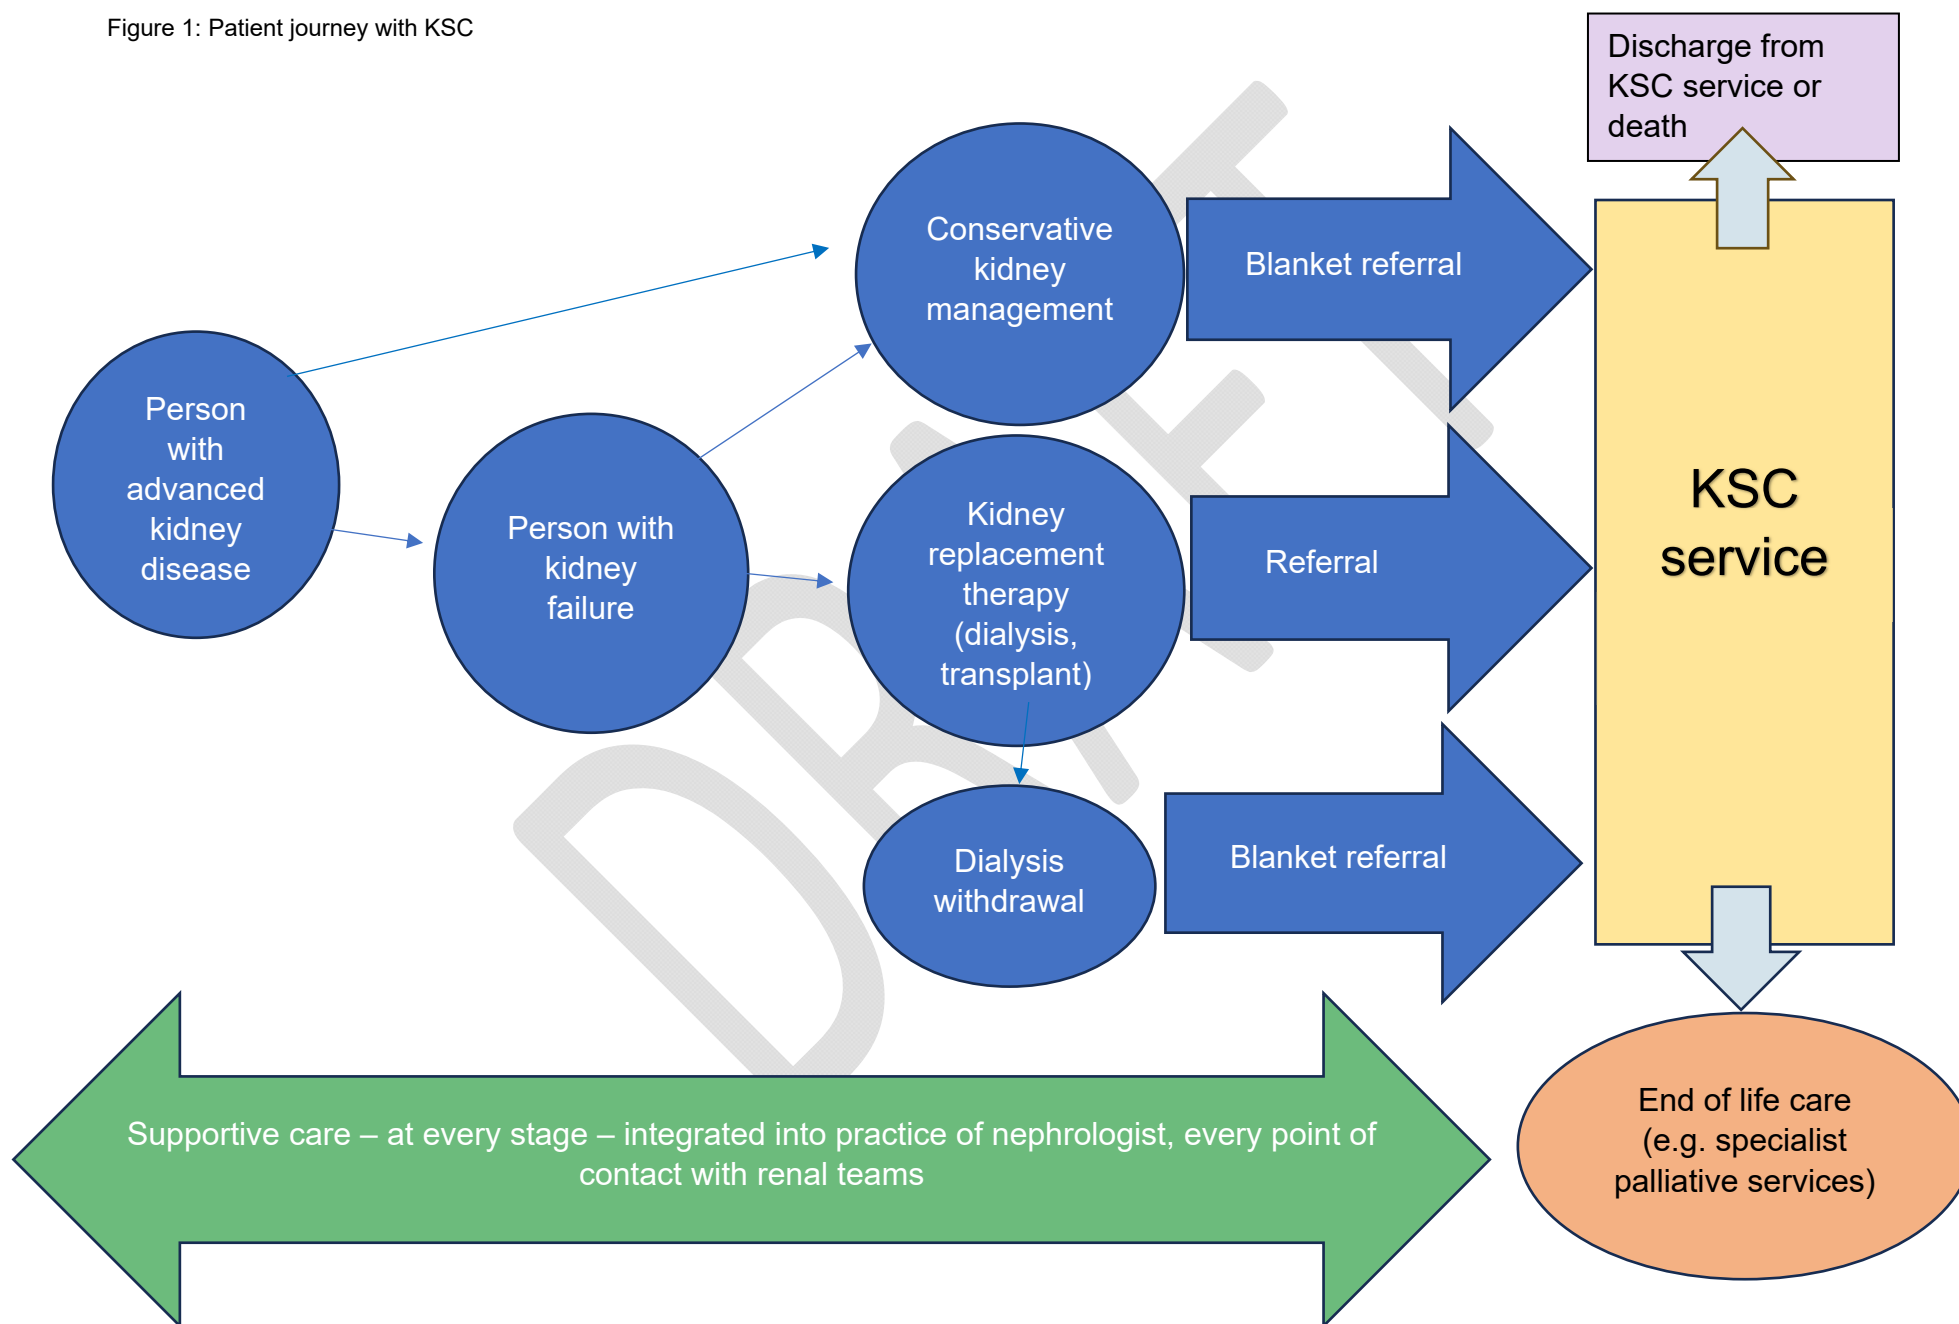 Figure 1: Patient journey with KSC
Discharge from
KSC service or
death
Conservative
kidney
management
Blanket referral
Person
with
advanced
kidney
disease
Person with
kidney
failure
Kidney
replacement
therapy
(dialysis,
transplant)
Referral
KSC
service
Dialysis
withdrawal
Blanket referral
Supportive care – at every stage – integrated into practice of nephrologist, every point of
contact with renal teams
End of life care
(e.g. specialist
palliative services)
DRAFT